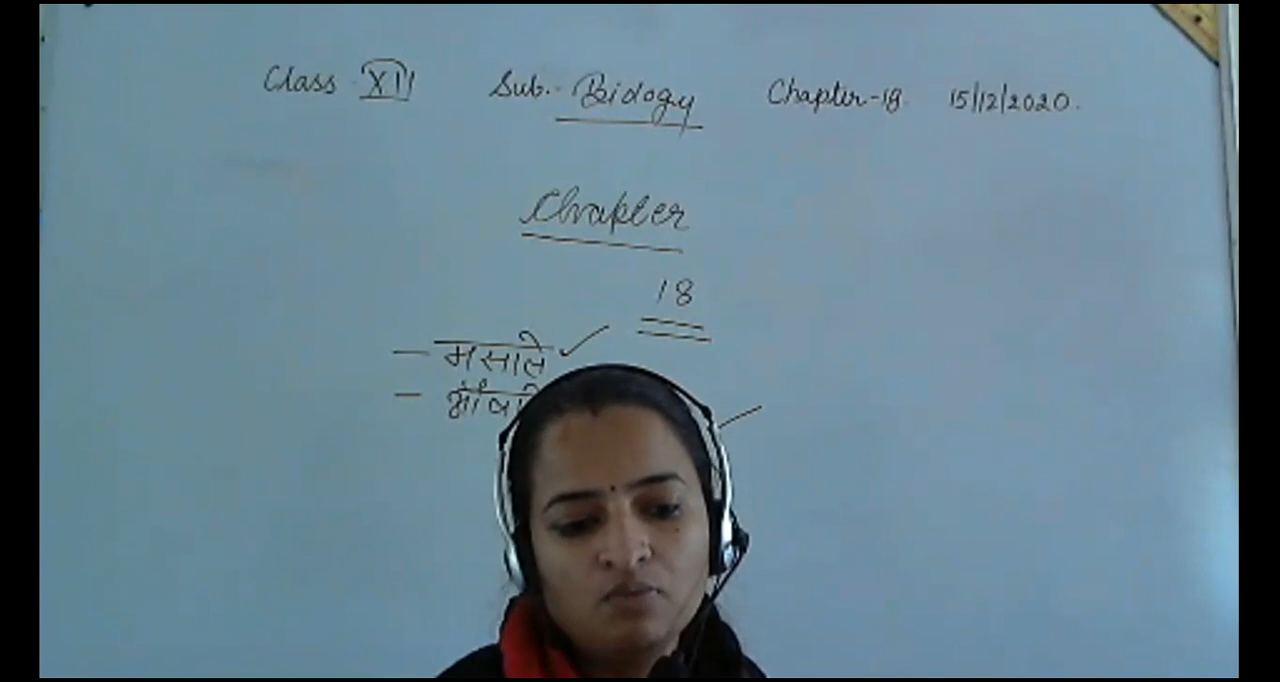 Class XII Sub.- Biology Chapter-18 15/12/2020.
Chapter
18
- मसाले ✓